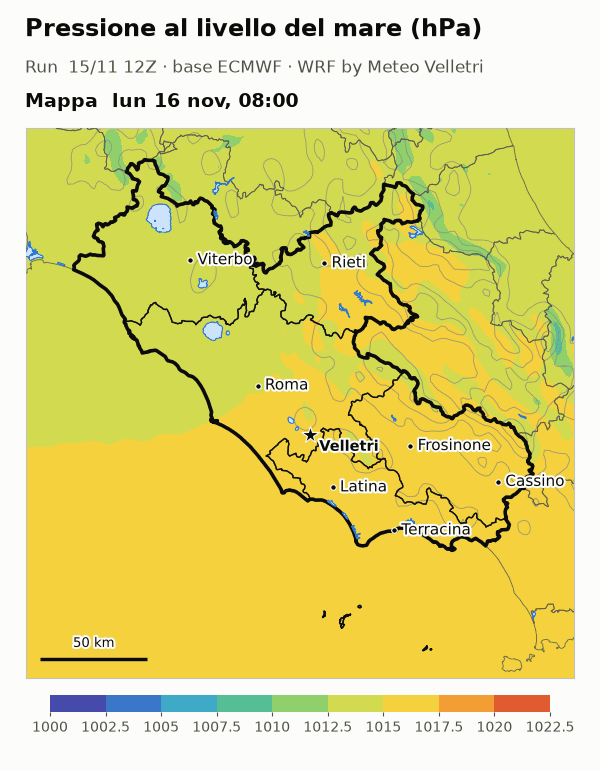 Pressione al livello del mare (hPa)
Run  15/11 12Z · base ECMWF · WRF by Meteo Velletri
Mappa  lun 16 nov, 08:00
Viterbo
Rieti
Roma
Velletri
Frosinone
Latina
Cassino
Terracina
50 km
1000 1002.5 1005 1007.5 1010 1012.5 1015 1017.5 1020 1022.5